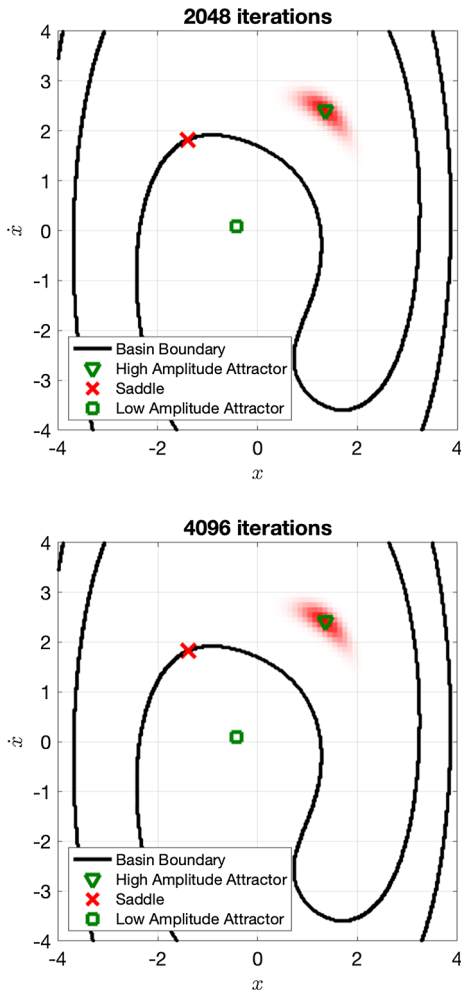 2048 iterations
4
3
2
1
0
-1
-2
-3
-4
ẋ
Basin Boundary
High Amplitude Attractor
Saddle
Low Amplitude Attractor
-4 -2 0 2 4
x
4096 iterations
4
3
2
1
0
-1
-2
-3
-4
ẋ
Basin Boundary
High Amplitude Attractor
Saddle
Low Amplitude Attractor
-4 -2 0 2 4
x